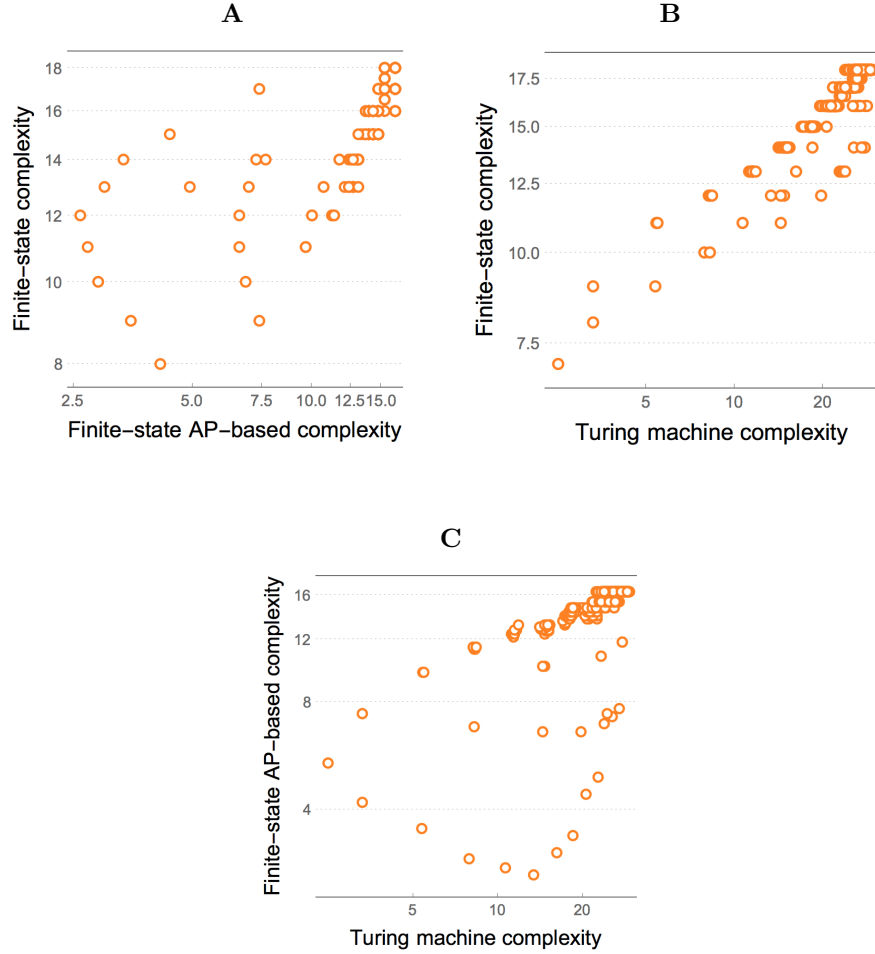 A
Finite-state complexity
18
16
14
12
10
8
2.5 5.0 7.5 10.0 12.5 15.0
Finite-state AP-based complexity
B
Finite-state complexity
17.5
15.0
12.5
10.0
7.5
5 10 20
Turing machine complexity
C
Finite-state AP-based complexity
16
12
8
4
5 10 20
Turing machine complexity